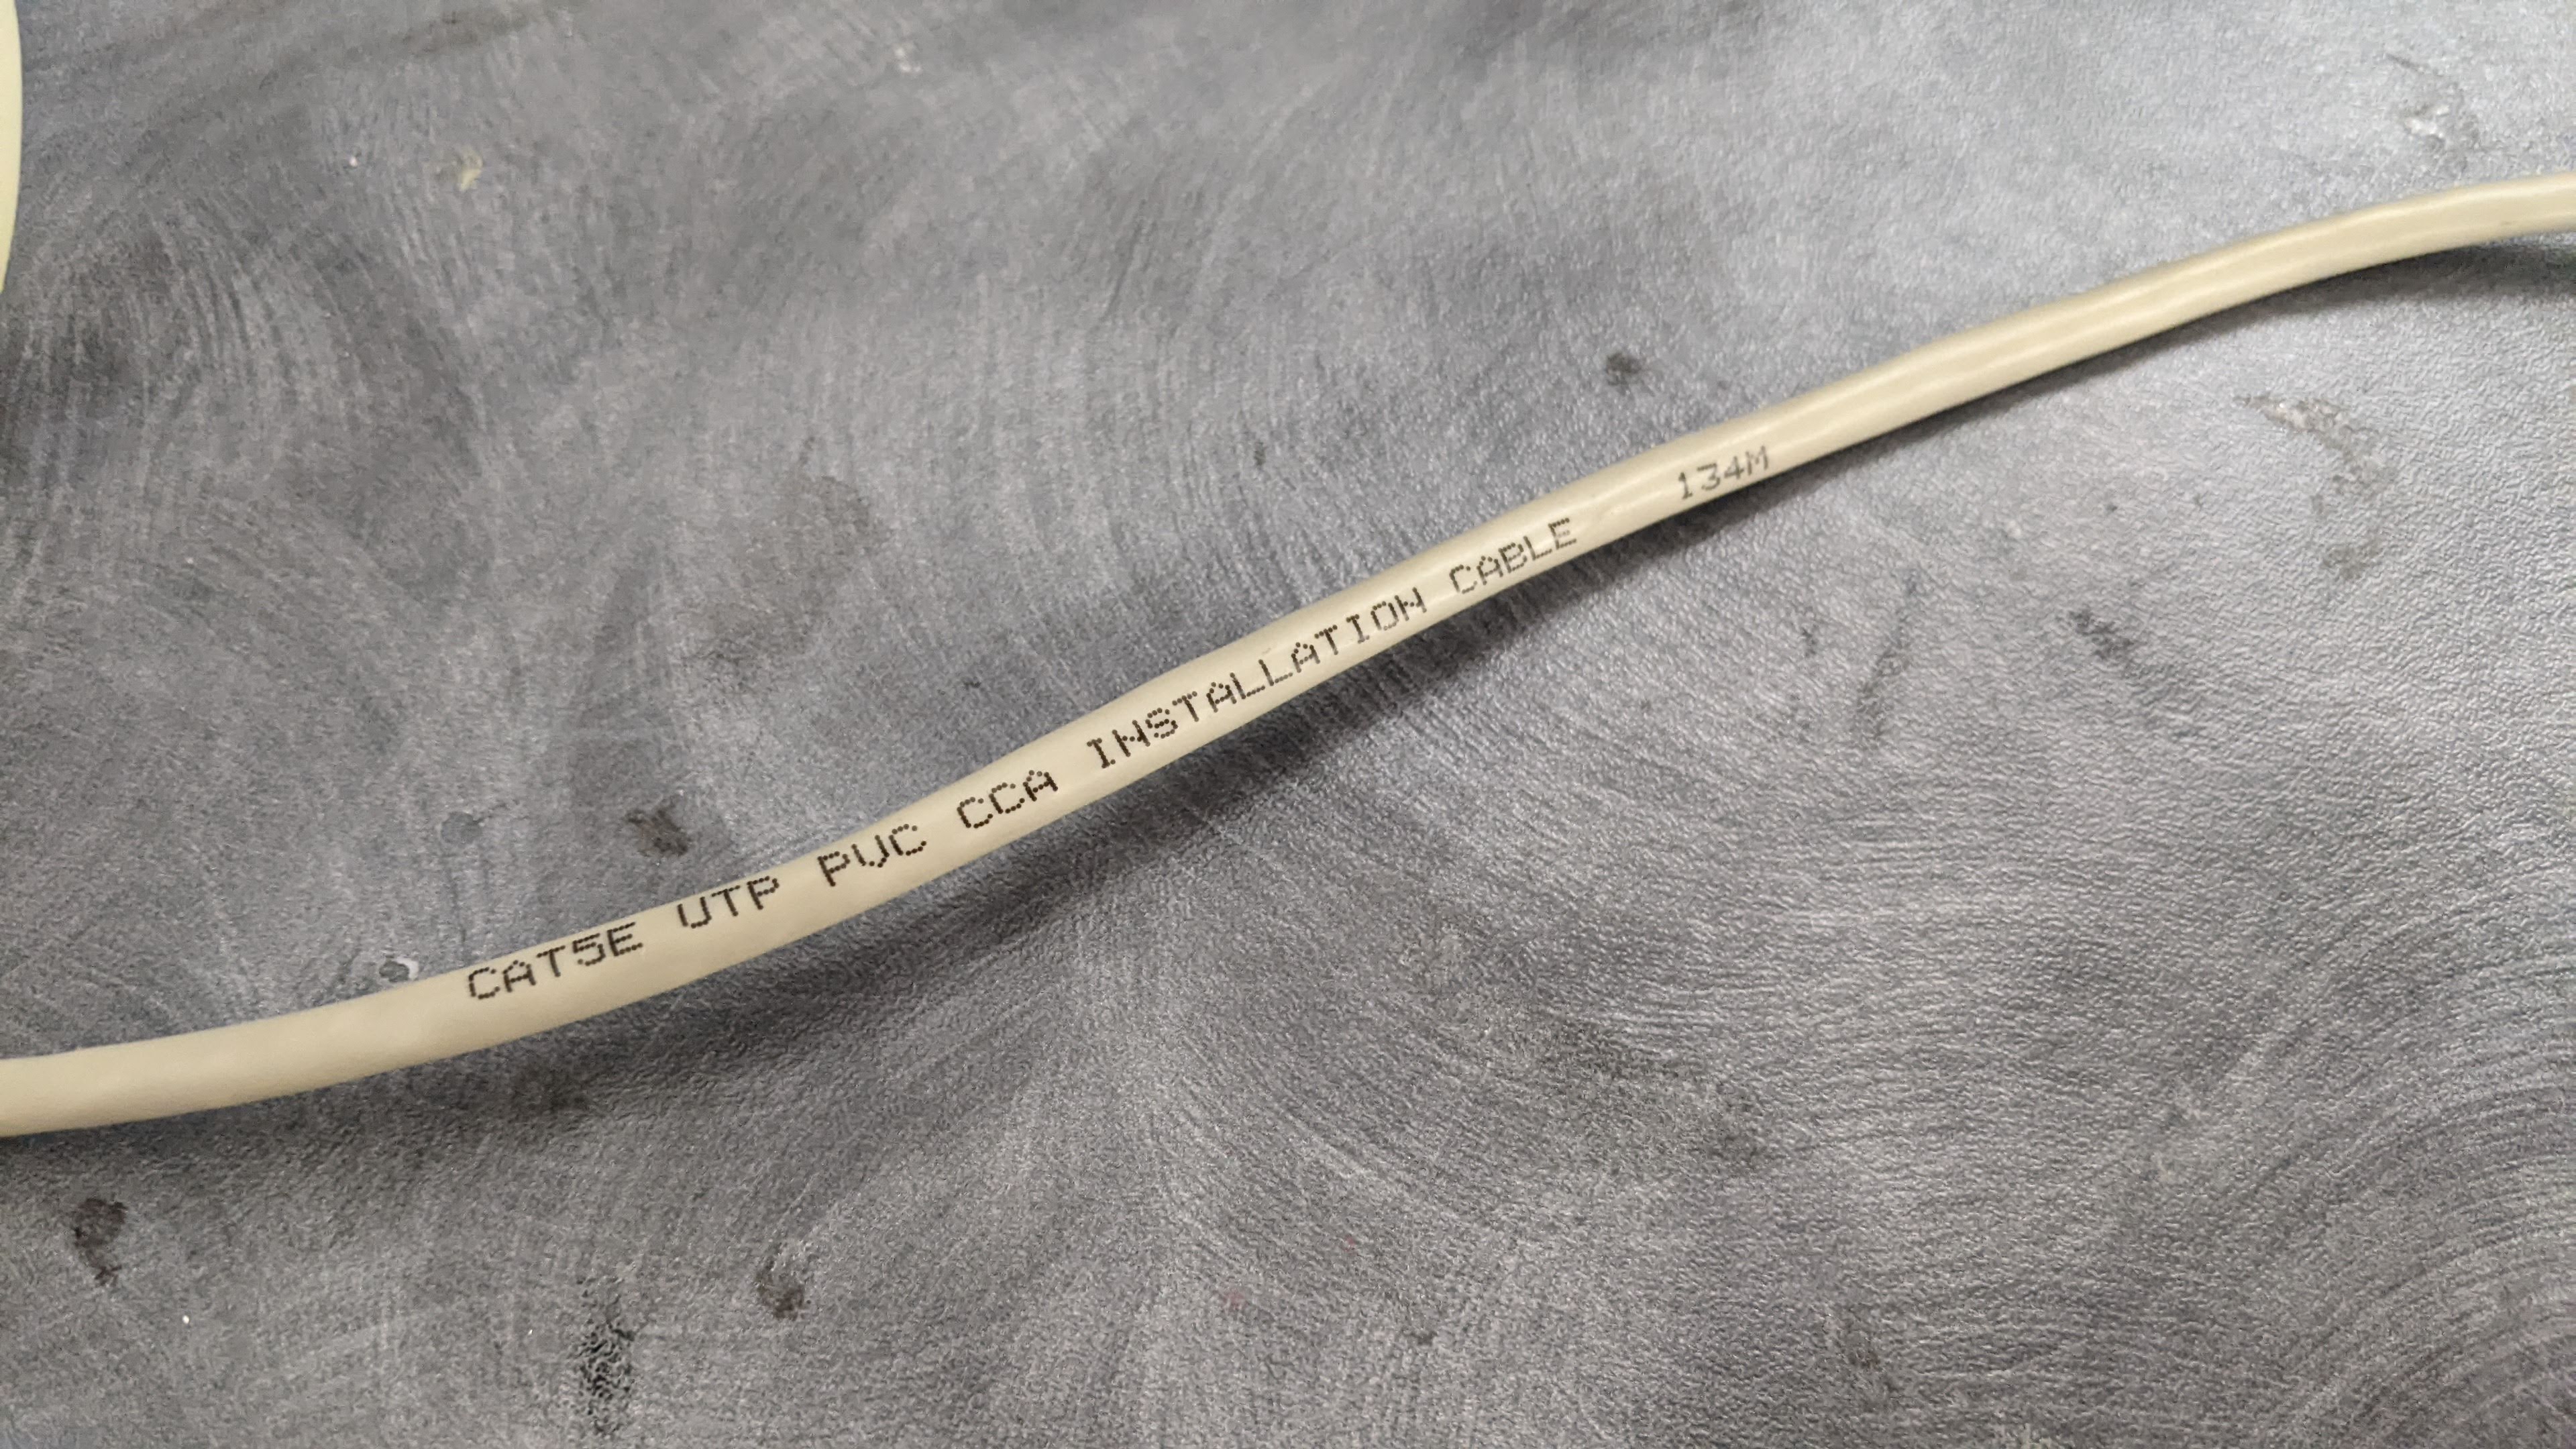 CAT5E UTP PVC CCA INSTALLATION CABLE 134M